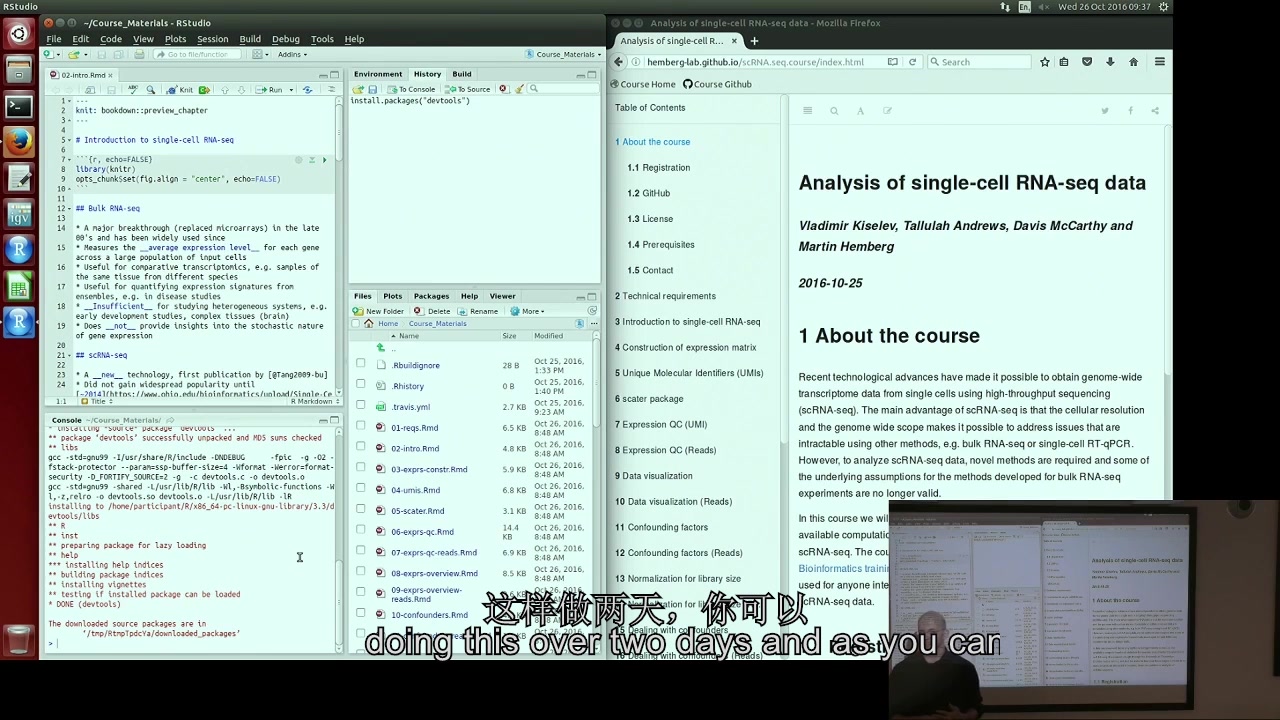 RStudio
En
Wed 26 Oct 2016 09:37
~/Course_Materials - RStudio
File Edit Code View Plots Session Build Debug Tools Help
Go to file/function
Addins
Course_Materials
02-intro.Rmd
Knit
Run
1 ---
2 knit: bookdown::preview_chapter
3 ---
4
5 # Introduction to single-cell RNA-seq
6
7 ```{r, echo=FALSE}
8 library(knitr)
9 opts_chunk$set(fig.align = "center", echo=FALSE)
10 ```
11
12 ## Bulk RNA-seq
13
14 * A major breakthrough (replaced microarrays) in the late
00's and has been widely used since
15 * Measures the __average expression level__ for each gene
across a large population of input cells
16 * Useful for comparative transcriptomics, e.g. samples of
the same tissue from different species
17 * Useful for quantifying expression signatures from
ensembles, e.g. in disease studies
18 * __Insufficient__ for studying heterogeneous systems, e.g.
early development studies, complex tissues (brain)
19 * Does __not__ provide insights into the stochastic nature
of gene expression
20
21 ## scRNA-seq
22
23 * A __new__ technology, first publication by [@Tang2009-bu]
24 * Did not gain widespread popularity until
1:1 Title R Markdown
Console ~/Course_Materials/
* installing *source* package 'devtools' ...
** package 'devtools' successfully unpacked and MD5 sums checked
** libs
gcc -std=gnu99 -I/usr/share/R/include -DNDEBUG -fpic -g -O2 -
fstack-protector --param=ssp-buffer-size=4 -Wformat -Werror=format-
security -D_FORTIFY_SOURCE=2 -g -c devtools.c -o devtools.o
gcc -std=gnu99 -shared -L/usr/lib/R/lib -Wl,-Bsymbolic-functions -W
l,-z,relro -o devtools.so devtools.o -L/usr/lib/R/lib -lR
installing to /home/participant/R/x86_64-pc-linux-gnu-library/3.3/d
evtools/libs
** R
** inst
** preparing package for lazy loading
** help
*** installing help indices
** building package indices
** installing vignettes
** testing if installed package can be loaded
* DONE (devtools)
The downloaded source packages are in
'/tmp/RtmpTpdcYa/downloaded_packages'
>
Environment History Build
To Console To Source
install.packages("devtools")
Files Plots Packages Help Viewer
New Folder Delete Rename More
Home Course_Materials
Name Size Modified
..
.Rbuildignore 28 B Oct 25, 2016, 1:33 PM
.Rhistory 0 B Oct 25, 2016, 1:40 PM
.travis.yml 2.7 KB Oct 25, 2016, 9:23 AM
01-reqs.Rmd 6.5 KB Oct 26, 2016, 8:48 AM
02-intro.Rmd 4.8 KB Oct 26, 2016, 8:48 AM
03-exprs-constr.Rmd 5.9 KB Oct 26, 2016, 8:48 AM
04-umis.Rmd 6.8 KB Oct 26, 2016, 8:48 AM
05-scater.Rmd 3.1 KB Oct 26, 2016, 8:48 AM
06-exprs-qc.Rmd 14.4 KB Oct 26, 2016, 8:48 AM
07-exprs-qc-reads.Rmd 6.9 KB Oct 26, 2016, 8:48 AM
08-exprs-overview.Rmd 8.5 KB Oct 26, 2016, 8:48 AM
09-exprs-overview-reads.Rmd
10-confounders.Rmd
Analysis of single-cell RNA-seq data - Mozilla Firefox
Analysis of single-cell R...
hemberg-lab.github.io/scRNA.seq.course/index.html
Search
Course Home Course Github
Table of Contents
1 About the course
1.1 Registration
1.2 GitHub
1.3 License
1.4 Prerequisites
1.5 Contact
2 Technical requirements
3 Introduction to single-cell RNA-seq
4 Construction of expression matrix
5 Unique Molecular Identifiers (UMIs)
6 scater package
7 Expression QC (UMI)
8 Expression QC (Reads)
9 Data visualization
10 Data visualization (Reads)
11 Confounding factors
12 Confounding factors (Reads)
13 Normalization for library size
15 Dealing with confounders
Analysis of single-cell RNA-seq data
Vladimir Kiselev, Tallulah Andrews, Davis McCarthy and
Martin Hemberg
2016-10-25
1 About the course
Recent technological advances have made it possible to obtain genome-wide
transcriptome data from single cells using high-throughput sequencing
(scRNA-seq). The main advantage of scRNA-seq is that the cellular resolution
and the genome wide scope makes it possible to address issues that are
intractable using other methods, e.g. bulk RNA-seq or single-cell RT-qPCR.
However, to analyze scRNA-seq data, novel methods are required and some of
the underlying assumptions for the methods developed for bulk RNA-seq
experiments are no longer valid.
In this course we wi
available computa
scRNA-seq. The cou
Bioinformatics traini
used for anyone inte
scRNA-seq data.
Analysis of single-cell RNA-seq data
1 About the course
这样做两天，你可以
doing this over two days and as you can